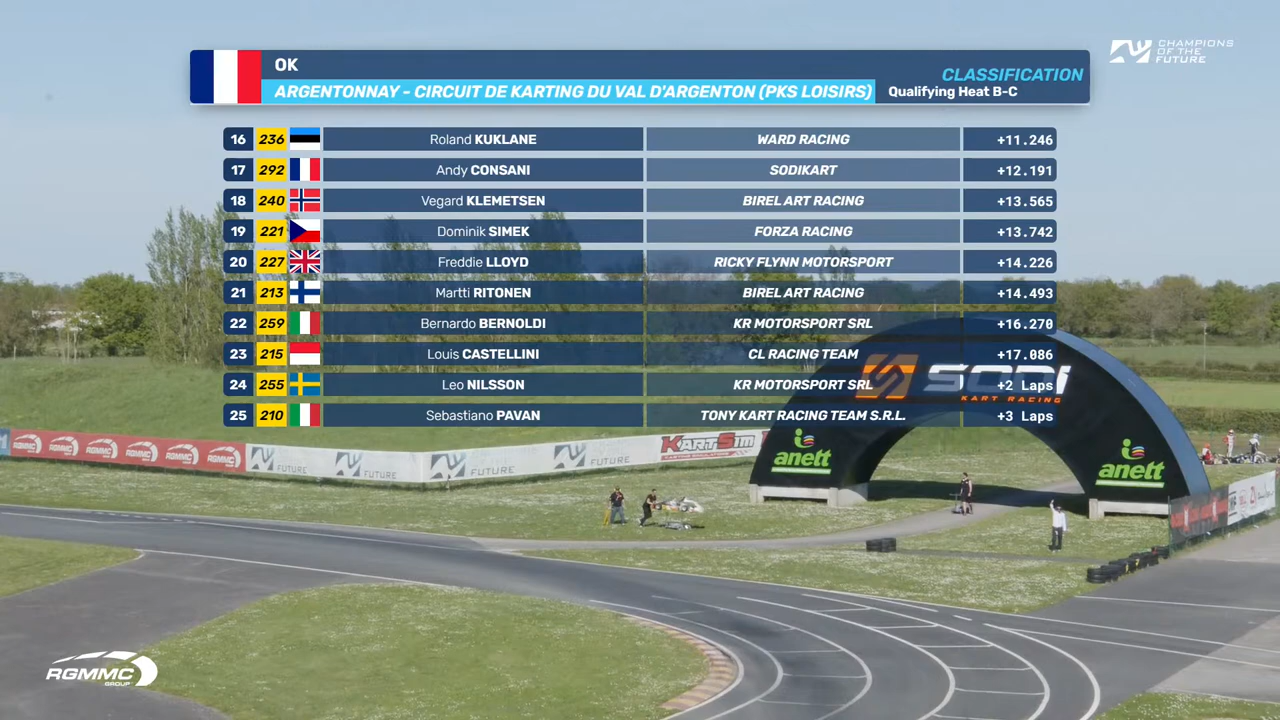 OK
ARGENTONNAY - CIRCUIT DE KARTING DU VAL D'ARGENTON (PKS LOISIRS)
CLASSIFICATION
Qualifying Heat B-C
CHAMPIONS
OF THE
FUTURE
16 236 Roland KUKLANE WARD RACING +11.246
17 292 Andy CONSANI SODIKART +12.191
18 240 Vegard KLEMETSEN BIREL ART RACING +13.565
19 221 Dominik SIMEK FORZA RACING +13.742
20 227 Freddie LLOYD RICKY FLYNN MOTORSPORT +14.226
21 213 Martti RITONEN BIREL ART RACING +14.493
22 259 Bernardo BERNOLDI KR MOTORSPORT SRL +16.270
23 215 Louis CASTELLINI CL RACING TEAM +17.086
24 255 Leo NILSSON KR MOTORSPORT SRL +2 Laps
25 210 Sebastiano PAVAN TONY KART RACING TEAM S.R.L. +3 Laps
SODI
KART RACING
anett
anett
RGMMC RGMMC RGMMC RGMMC RGMMC
FUTURE FUTURE FUTURE FUTURE
KARTSIM
RGMMC
GROUP